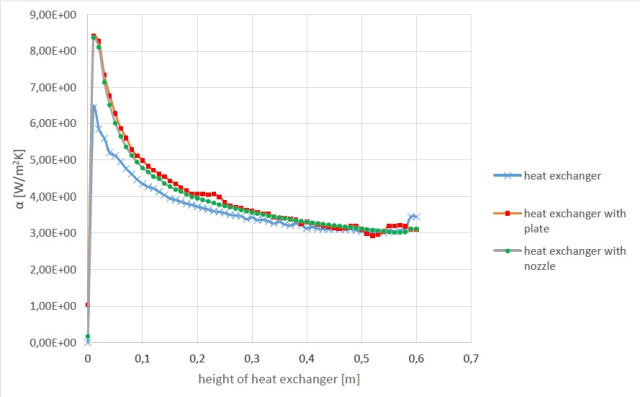 9,00E+00
8,00E+00
7,00E+00
6,00E+00
5,00E+00
4,00E+00
3,00E+00
2,00E+00
1,00E+00
0,00E+00
α [W/m²K]
0 0,1 0,2 0,3 0,4 0,5 0,6 0,7
height of heat exchanger [m]
heat exchanger
heat exchanger with
plate
heat exchanger with
nozzle